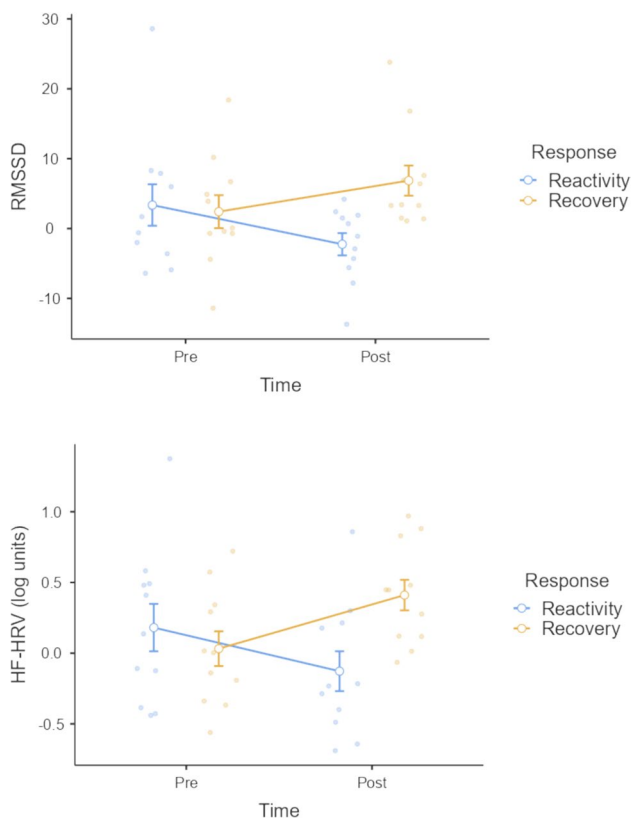 30
20
10
0
-10
RMSSD
Pre
Post
Time
Response
Reactivity
Recovery
1.0
0.5
0.0
-0.5
HF-HRV (log units)
Pre
Post
Time
Response
Reactivity
Recovery